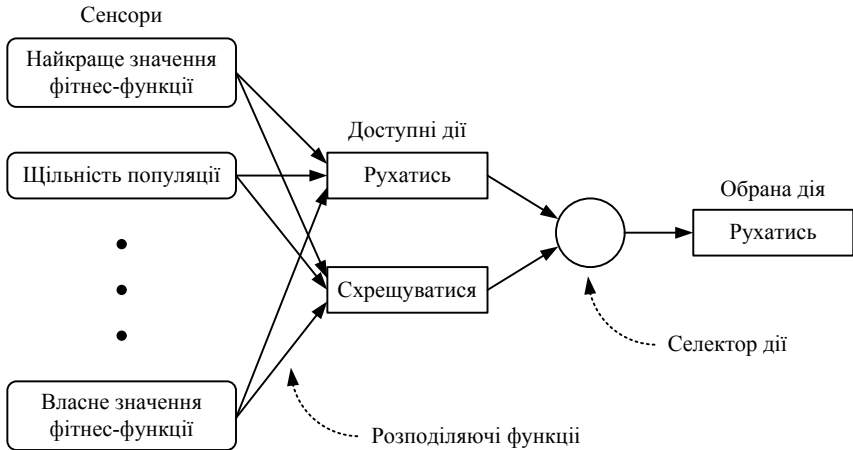 Сенсори
Найкраще значення
фітнес-функції
Щільність популяції
Власне значення
фітнес-функції
Доступні дії
Рухатись
Схрещуватися
Розподіляючі функціі
Селектор дії
Обрана дія
Рухатись